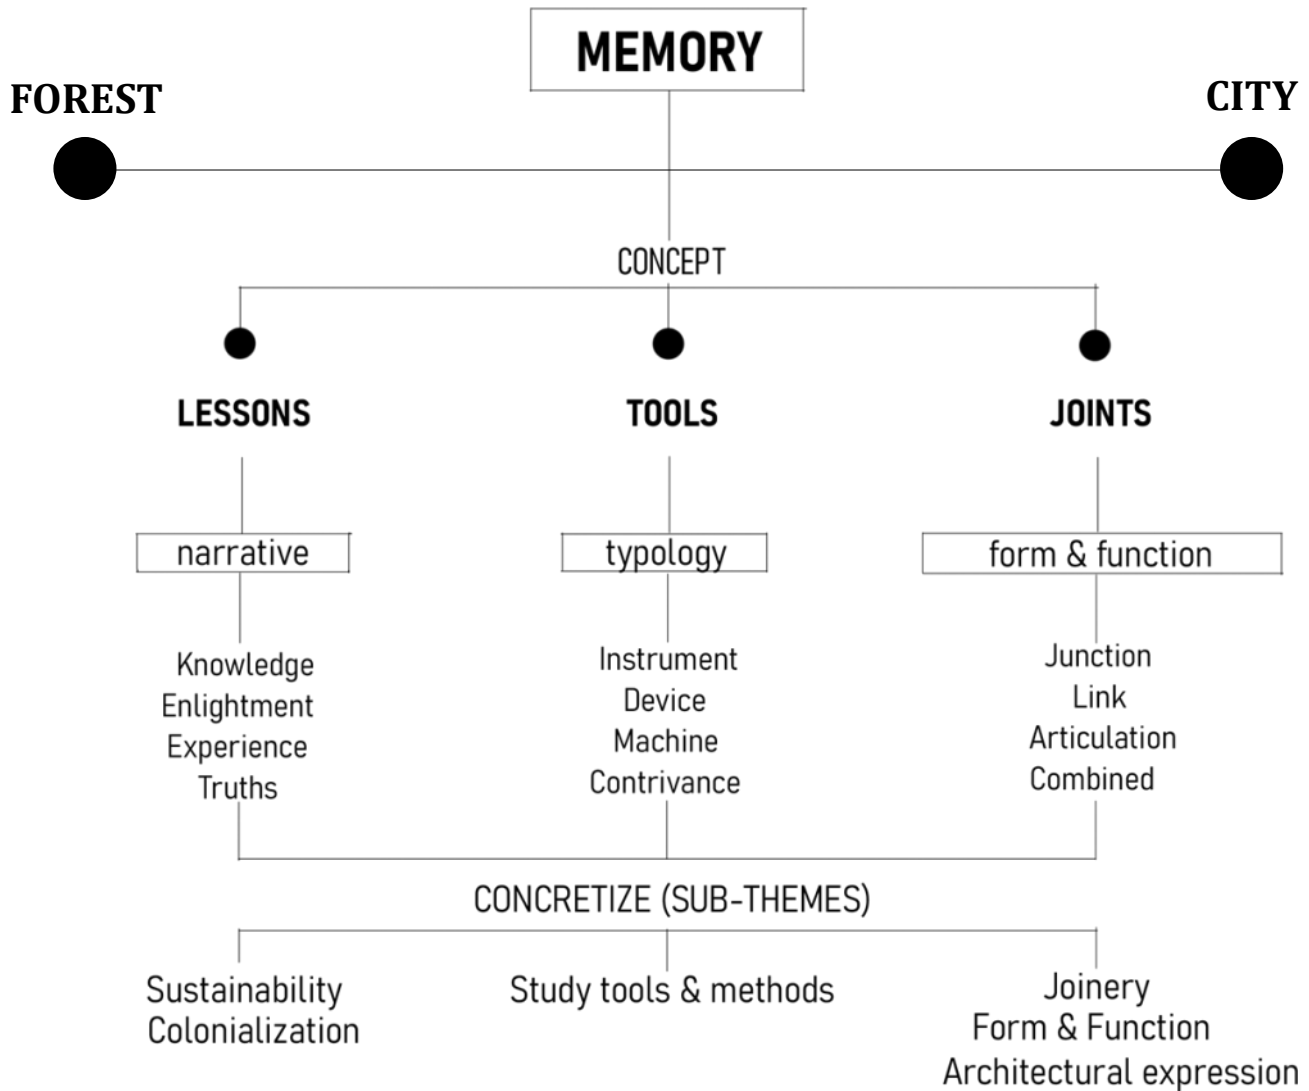 MEMORY
FOREST
CITY
CONCEPT
LESSONS
TOOLS
JOINTS
narrative
typology
form & function
Knowledge
Enlightment
Experience
Truths
Instrument
Device
Machine
Contrivance
Junction
Link
Articulation
Combined
CONCRETIZE (SUB-THEMES)
Sustainability
Colonialization
Study tools & methods
Joinery
Form & Function
Architectural expression